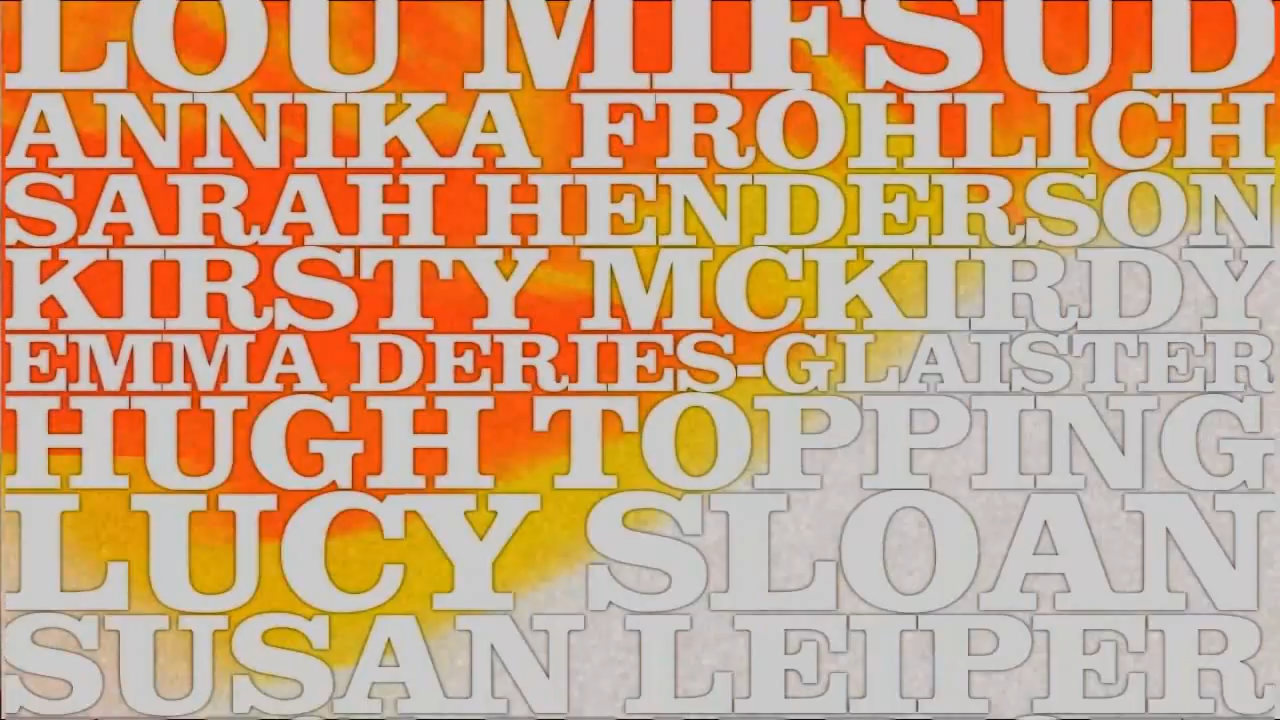 LOU MIFSUD
ANNIKA FROHLICH
SARAH HENDERSON
KIRSTY MCKIRDY
EMMA DERIES-GLAISTER
HUGH TOPPING
LUCY SLOAN
SUSAN LEIPER